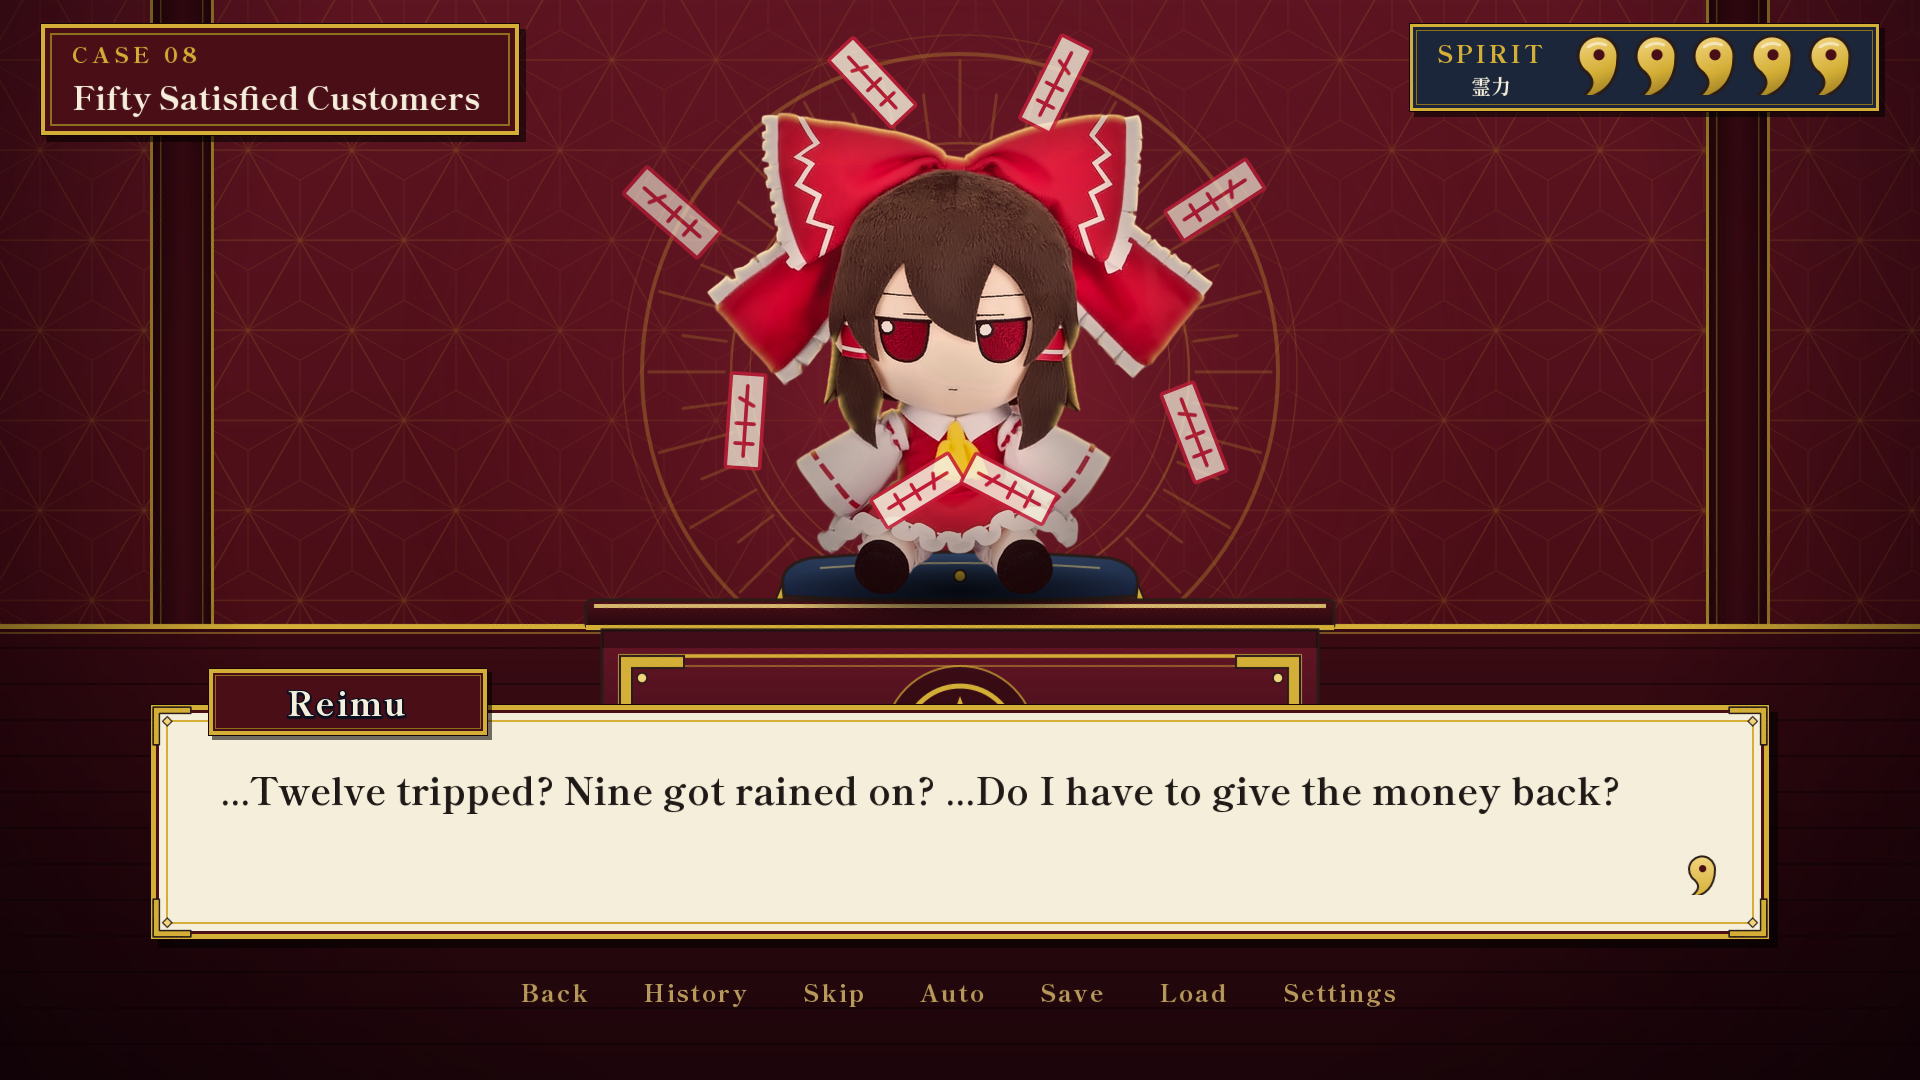 CASE 08
Fifty Satisfied Customers
SPIRIT
霊力
Reimu
...Twelve tripped? Nine got rained on? ...Do I have to give the money back?
Back History Skip Auto Save Load Settings